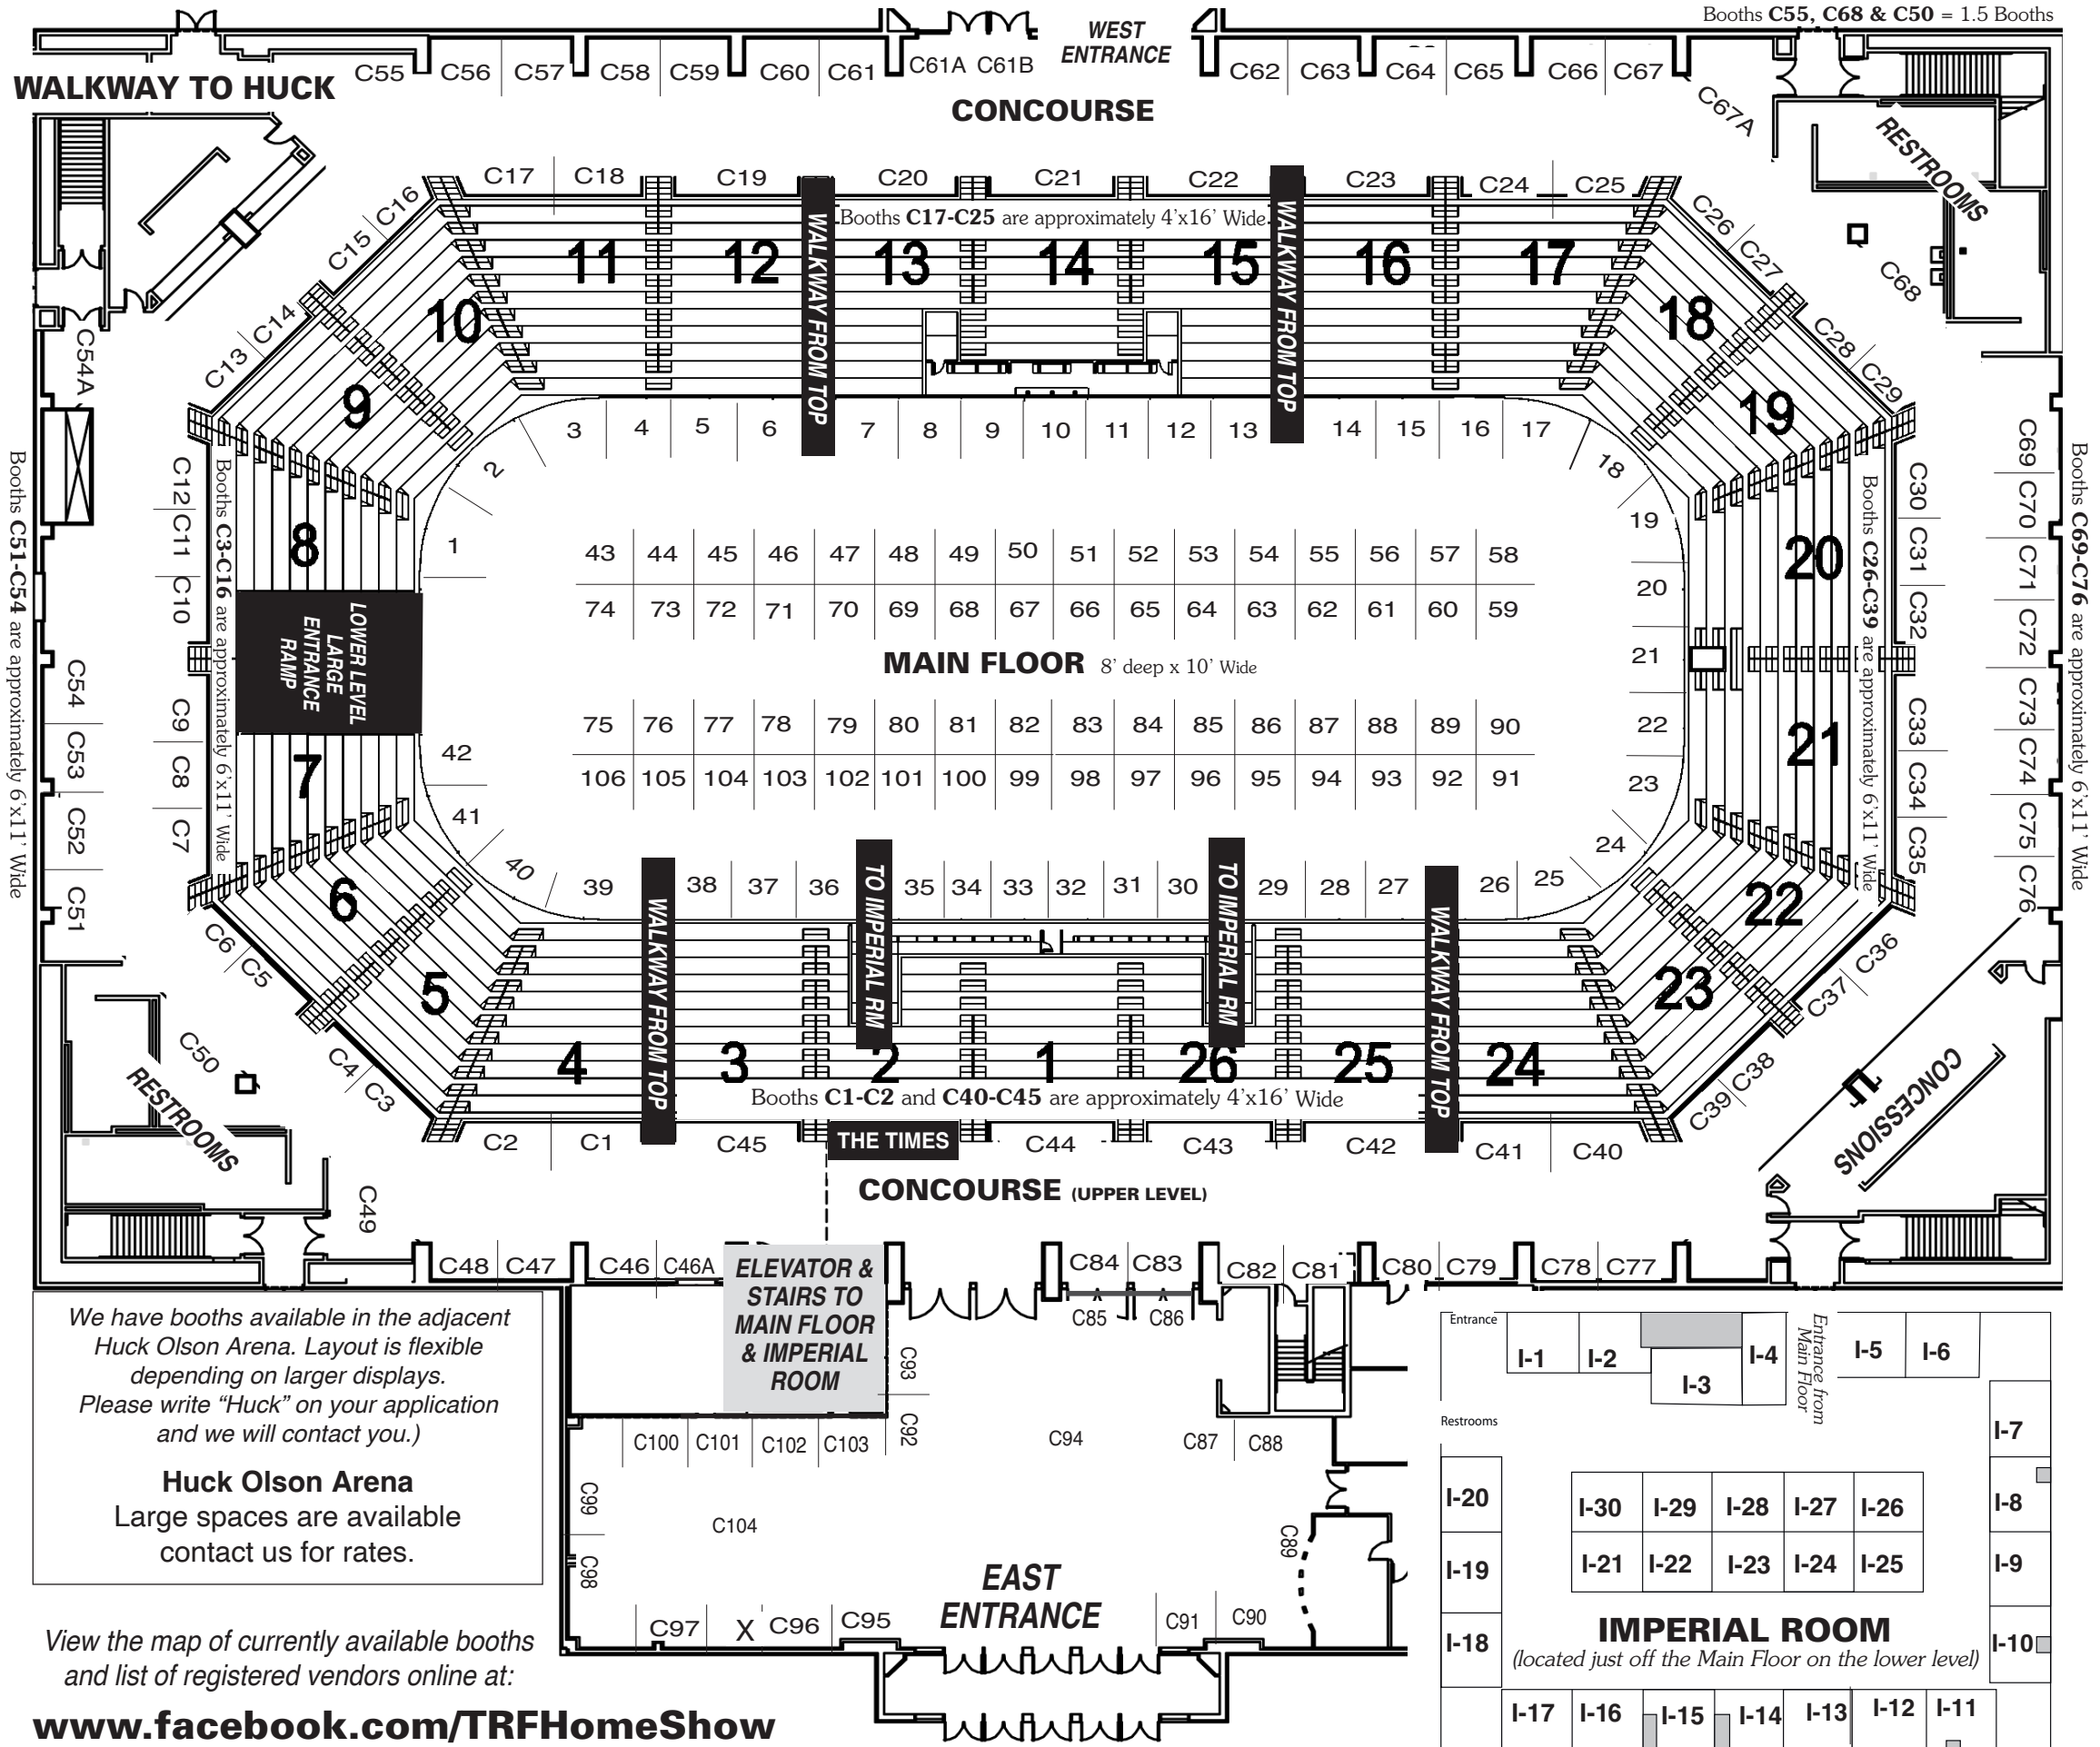 Booths C55, C68 & C50 = 1.5 Booths
WEST
ENTRANCE
C55 C56 C57 C58 C59 C60 C61 C61A C61B C62 C63 C64 C65 C66 C67
C67A
WALKWAY TO HUCK
CONCOURSE
RESTROOMS
C17 C18 C19 C20 C21 C22 C23 C24 C25
Booths C17-C25 are approximately 4'x16' Wide
C16
C15
C14
C13
C26
C27
C28
C29
C68
C54A
11 12 13 14 15 16 17
10 18
9 19
WALKWAY FROM TOP
WALKWAY FROM TOP
3 4 5 6 7 8 9 10 11 12 13 14 15 16 17
2 18
1 19
20
21
22
23
24
Booths C51-C54 are approximately 6'x11' Wide
C54
C53
C52
C51
C12
C11
C10
C9
C8
C7
Booths C3-C16 are approximately 6'x11' Wide
8
LOWER LEVEL
LARGE
ENTRANCE
RAMP
7
43 44 45 46 47 48 49 50 51 52 53 54 55 56 57 58
74 73 72 71 70 69 68 67 66 65 64 63 62 61 60 59
MAIN FLOOR 8' deep x 10' Wide
75 76 77 78 79 80 81 82 83 84 85 86 87 88 89 90
106 105 104 103 102 101 100 99 98 97 96 95 94 93 92 91
20
21
Booths C26-C39 are approximately 6'x11' Wide
C30
C31
C32
C33
C34
C35
C69
C70
C71
C72
C73
C74
C75
C76
Booths C69-C76 are approximately 6'x11' Wide
42
41
40
39 38 37 36 35 34 33 32 31 30 29 28 27 26 25
WALKWAY FROM TOP
TO IMPERIAL RM
TO IMPERIAL RM
WALKWAY FROM TOP
6 22
5 23
4 3 2 1 26 25 24
Booths C1-C2 and C40-C45 are approximately 4'x16' Wide
C6
C5
C4
C3
C36
C37
C38
C39
C50
RESTROOMS
CONCESSIONS
C2 C1 C45 THE TIMES C44 C43 C42 C41 C40
CONCOURSE (UPPER LEVEL)
C49
C48 C47 C46 C46A C84 C83 C82 C81 C80 C79 C78 C77
C85 C86
ELEVATOR &
STAIRS TO
MAIN FLOOR
& IMPERIAL
ROOM
C93
C92
C100 C101 C102 C103 C94 C87 C88
C99
C98
C104
C89
EAST
ENTRANCE
C97 X C96 C95 C91 C90
We have booths available in the adjacent
Huck Olson Arena. Layout is flexible
depending on larger displays.
Please write “Huck” on your application
and we will contact you.)
Huck Olson Arena
Large spaces are available
contact us for rates.
View the map of currently available booths
and list of registered vendors online at:
www.facebook.com/TRFHomeShow
Entrance
I-1 I-2 I-3 I-4
Entrance from
Main Floor
I-5 I-6
Restrooms
I-7
I-8
I-9
I-10
I-20
I-19
I-18
I-30 I-29 I-28 I-27 I-26
I-21 I-22 I-23 I-24 I-25
IMPERIAL ROOM
(located just off the Main Floor on the lower level)
I-17 I-16 I-15 I-14 I-13 I-12 I-11